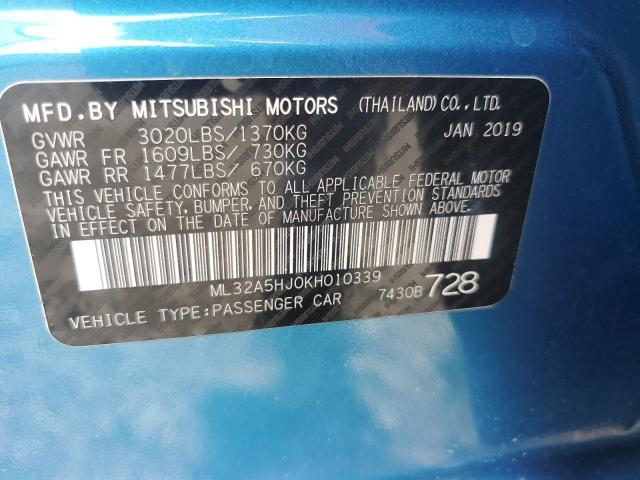 MFD.BY MITSUBISHI MOTORS (THAILAND)CO.,LTD.
GVWR 3020LBS/1370KG JAN 2019
GAWR FR 1609LBS/ 730KG
GAWR RR 1477LBS/ 670KG
THIS VEHICLE CONFORMS TO ALL APPLICABLE FEDERAL MOTOR
VEHICLE SAFETY, BUMPER, AND THEFT PREVENTION STANDARDS
IN EFFECT ON THE DATE OF MANUFACTURE SHOWN ABOVE.
ML32A5HJ0KH010339
VEHICLE TYPE:PASSENGER CAR 7430B 728